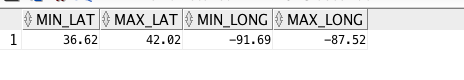 MIN_LAT MAX_LAT MIN_LONG MAX_LONG
1 36.62 42.02 -91.69 -87.52